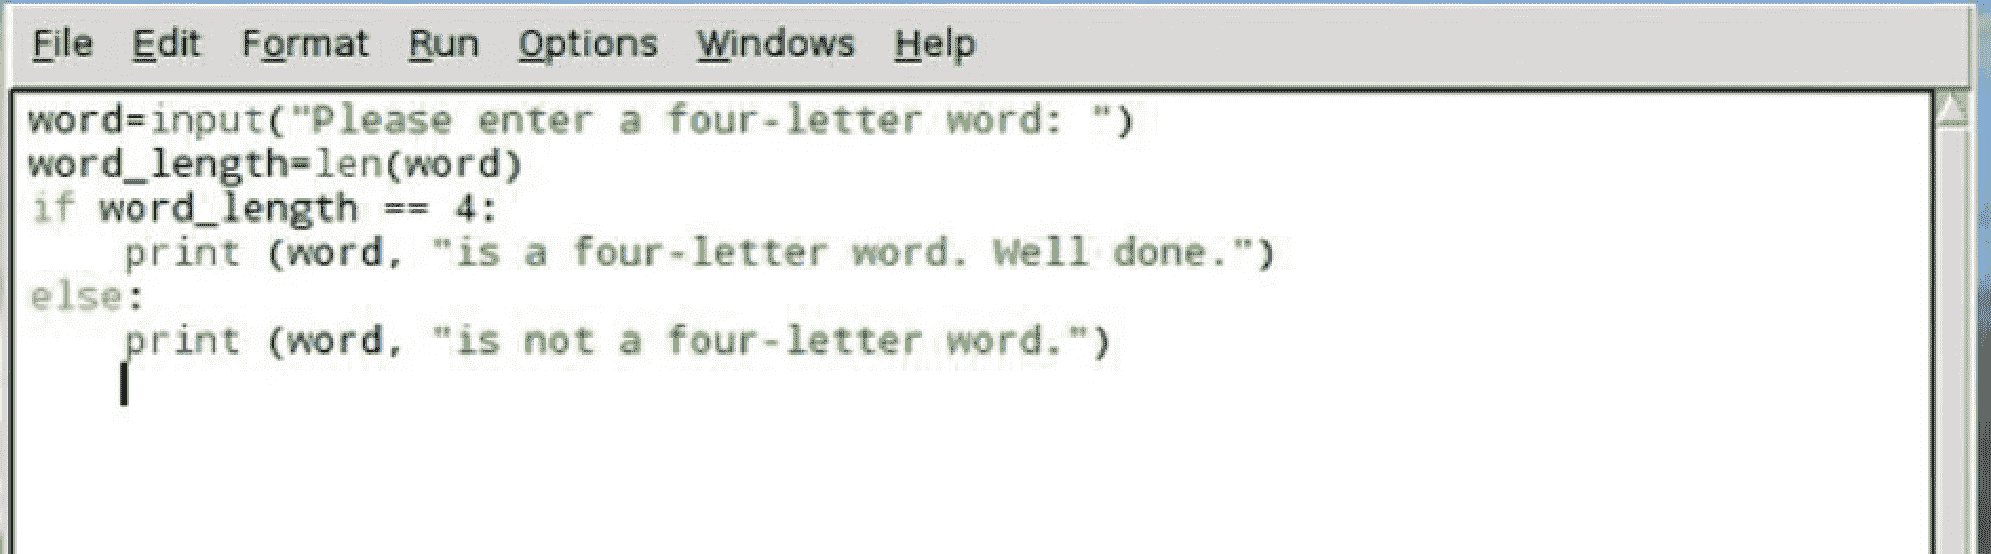 File Edit Format Run Options Windows Help
word=input("Please enter a four-letter word: ")
word_length=len(word)
if word_length == 4:
    print (word, "is a four-letter word. Well done.")
else:
    print (word, "is not a four-letter word.")